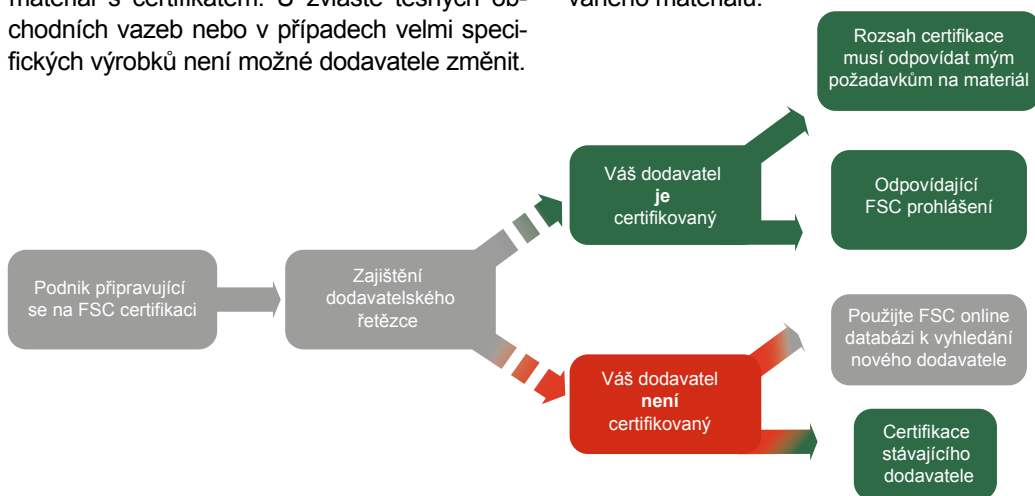 materiál s certifikátem. U zvláště těsných ob-
chodních vazeb nebo v případech velmi speci-
fických výrobků není možné dodavatele změnit.
vaného materiálu.
Rozsah certifikace
musí odpovídat mým
požadavkům na materiál
Váš dodavatel
je
certifikovaný
Odpovídající
FSC prohlášení
Podnik připravující
se na FSC certifikaci
Zajištění
dodavatelského
řetězce
Použijte FSC online
databázi k vyhledání
nového dodavatele
Váš dodavatel
není
certifikovaný
Certifikace
stávajícího
dodavatele